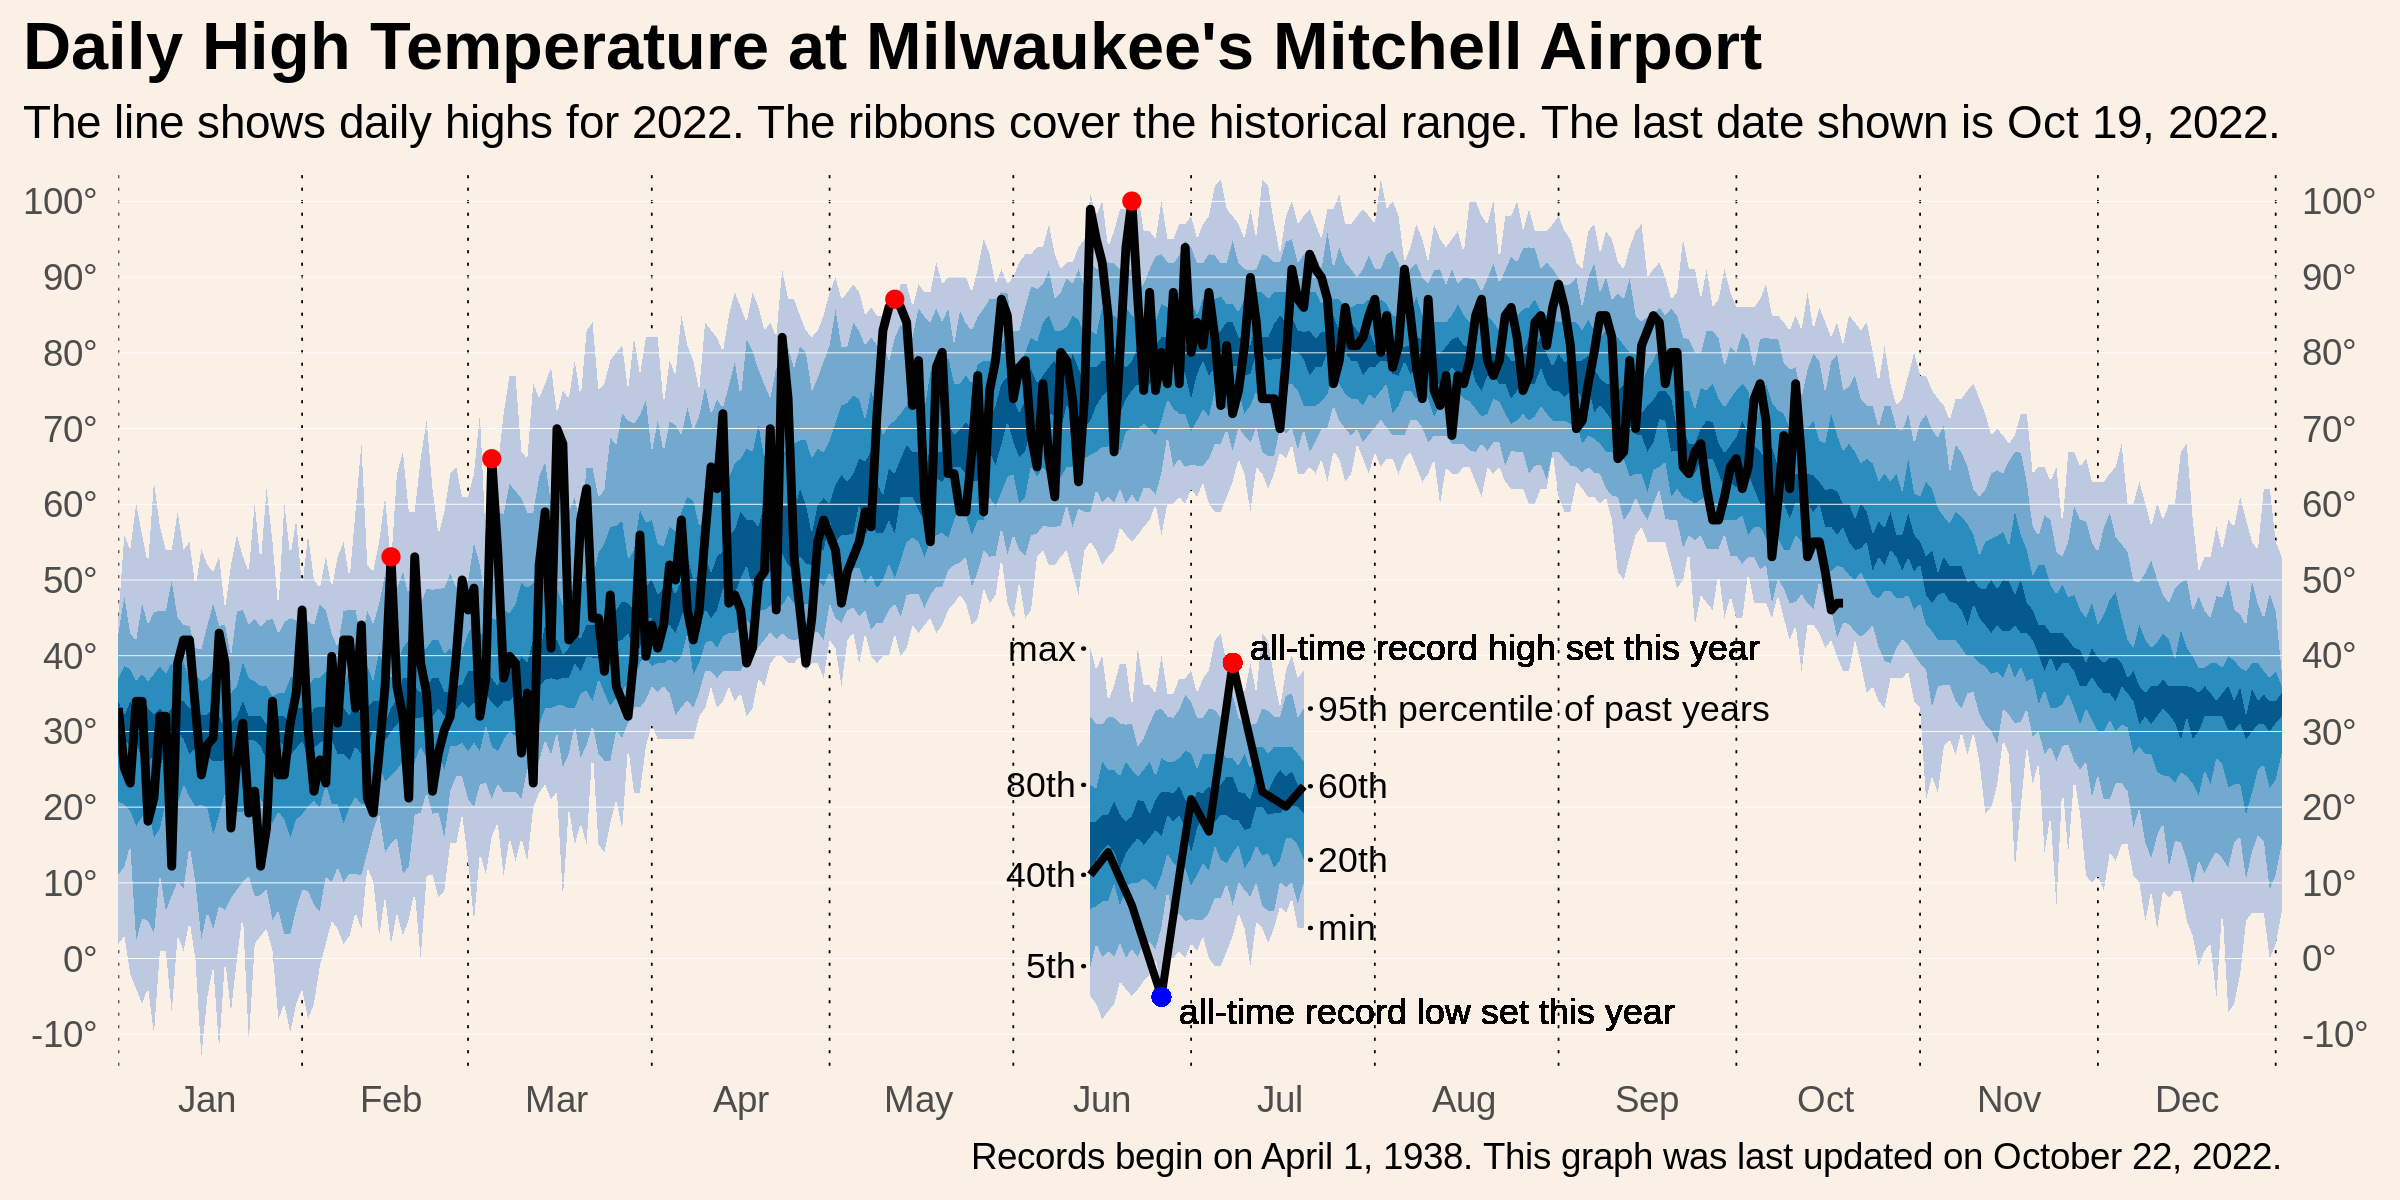 Daily High Temperature at Milwaukee's Mitchell Airport
The line shows daily highs for 2022. The ribbons cover the historical range. The last date shown is Oct 19, 2022.
100° 100°
90° 90°
80° 80°
70° 70°
60° 60°
50° 50°
40° 40°
30° 30°
20° 20°
10° 10°
0° 0°
-10° -10°
max all-time record high set this year
95th percentile of past years
80th 60th
40th 20th
min
5th
all-time record low set this year
Jan Feb Mar Apr May Jun Jul Aug Sep Oct Nov Dec
Records begin on April 1, 1938. This graph was last updated on October 22, 2022.